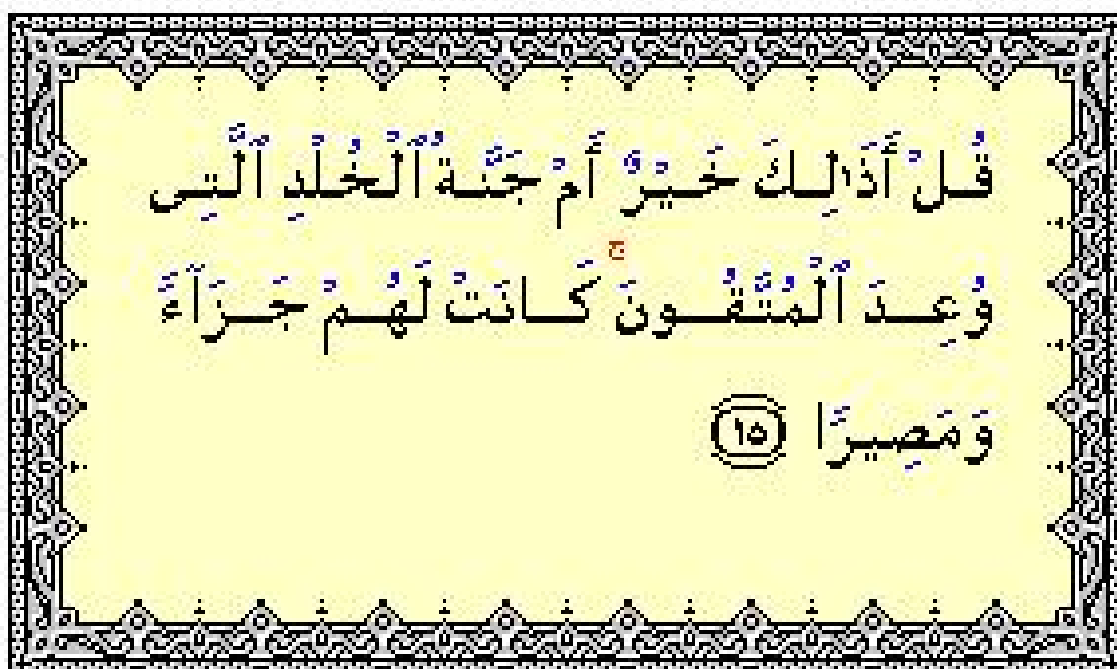 قُلْ أَذَٰلِكَ خَيْرٌ أَمْ جَنَّةُ ٱلْخُلْدِ ٱلَّتِى
وُعِدَ ٱلْمُتَّقُونَ ۚ كَانَتْ لَهُمْ جَزَآءً
وَمَصِيرًا ١٥